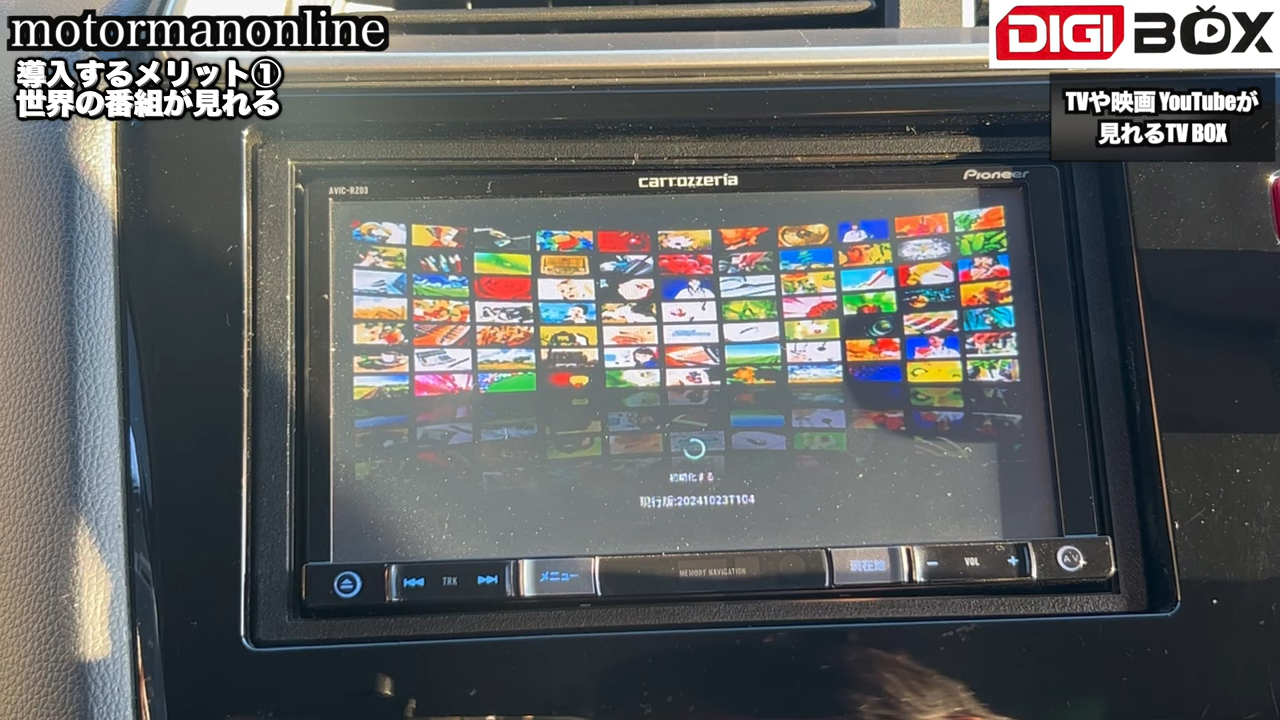 motormanonline
導入するメリット①
世界の番組が見れる
DIGI BOX
TVや映画 YouTubeが
見れるTV BOX
AVIC-RZ03
carrozzeria
Pioneer
初期化する
現行版:20241023T104
TRK
メニュー
MEMORY NAVIGATION
現在地
VOL
AV